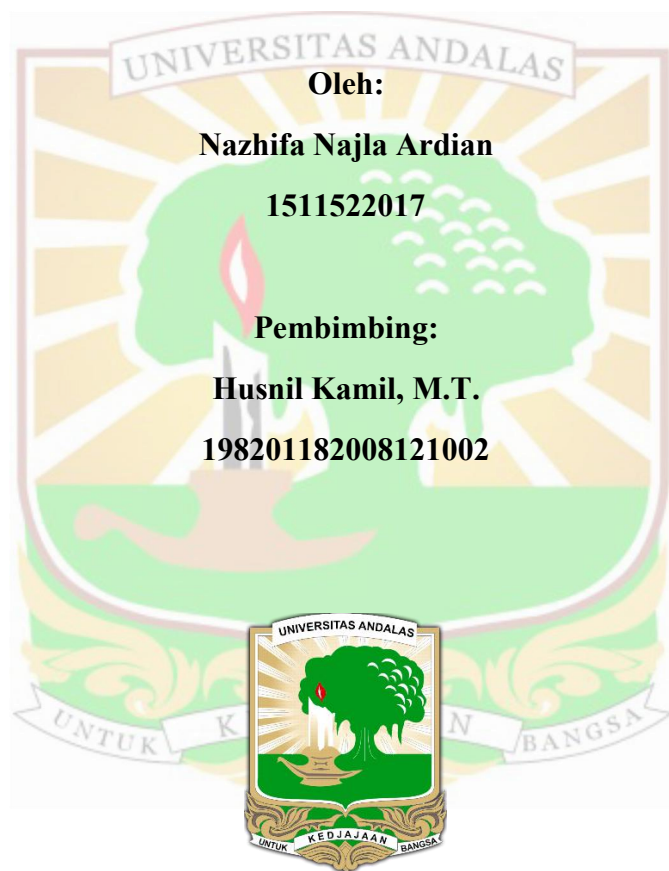 UNIVERSITAS ANDALAS
Oleh:
Nazhifa Najla Ardian
1511522017
Pembimbing:
Husnil Kamil, M.T.
198201182008121002
UNIVERSITAS ANDALAS
UNTUK K N BANGSA
UNTUK KEDJAJAAN BANGSA